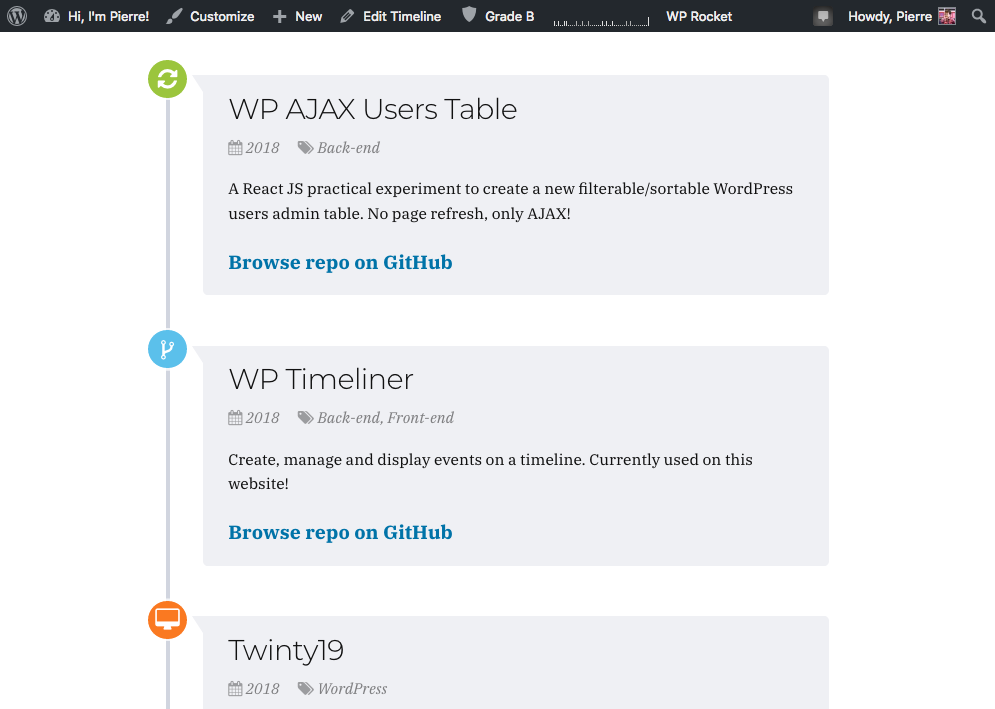 Hi, I'm Pierre! Customize New Edit Timeline Grade B WP Rocket Howdy, Pierre
WP AJAX Users Table
2018 Back-end
A React JS practical experiment to create a new filterable/sortable WordPress
users admin table. No page refresh, only AJAX!
Browse repo on GitHub
WP Timeliner
2018 Back-end, Front-end
Create, manage and display events on a timeline. Currently used on this
website!
Browse repo on GitHub
Twinty19
2018 WordPress